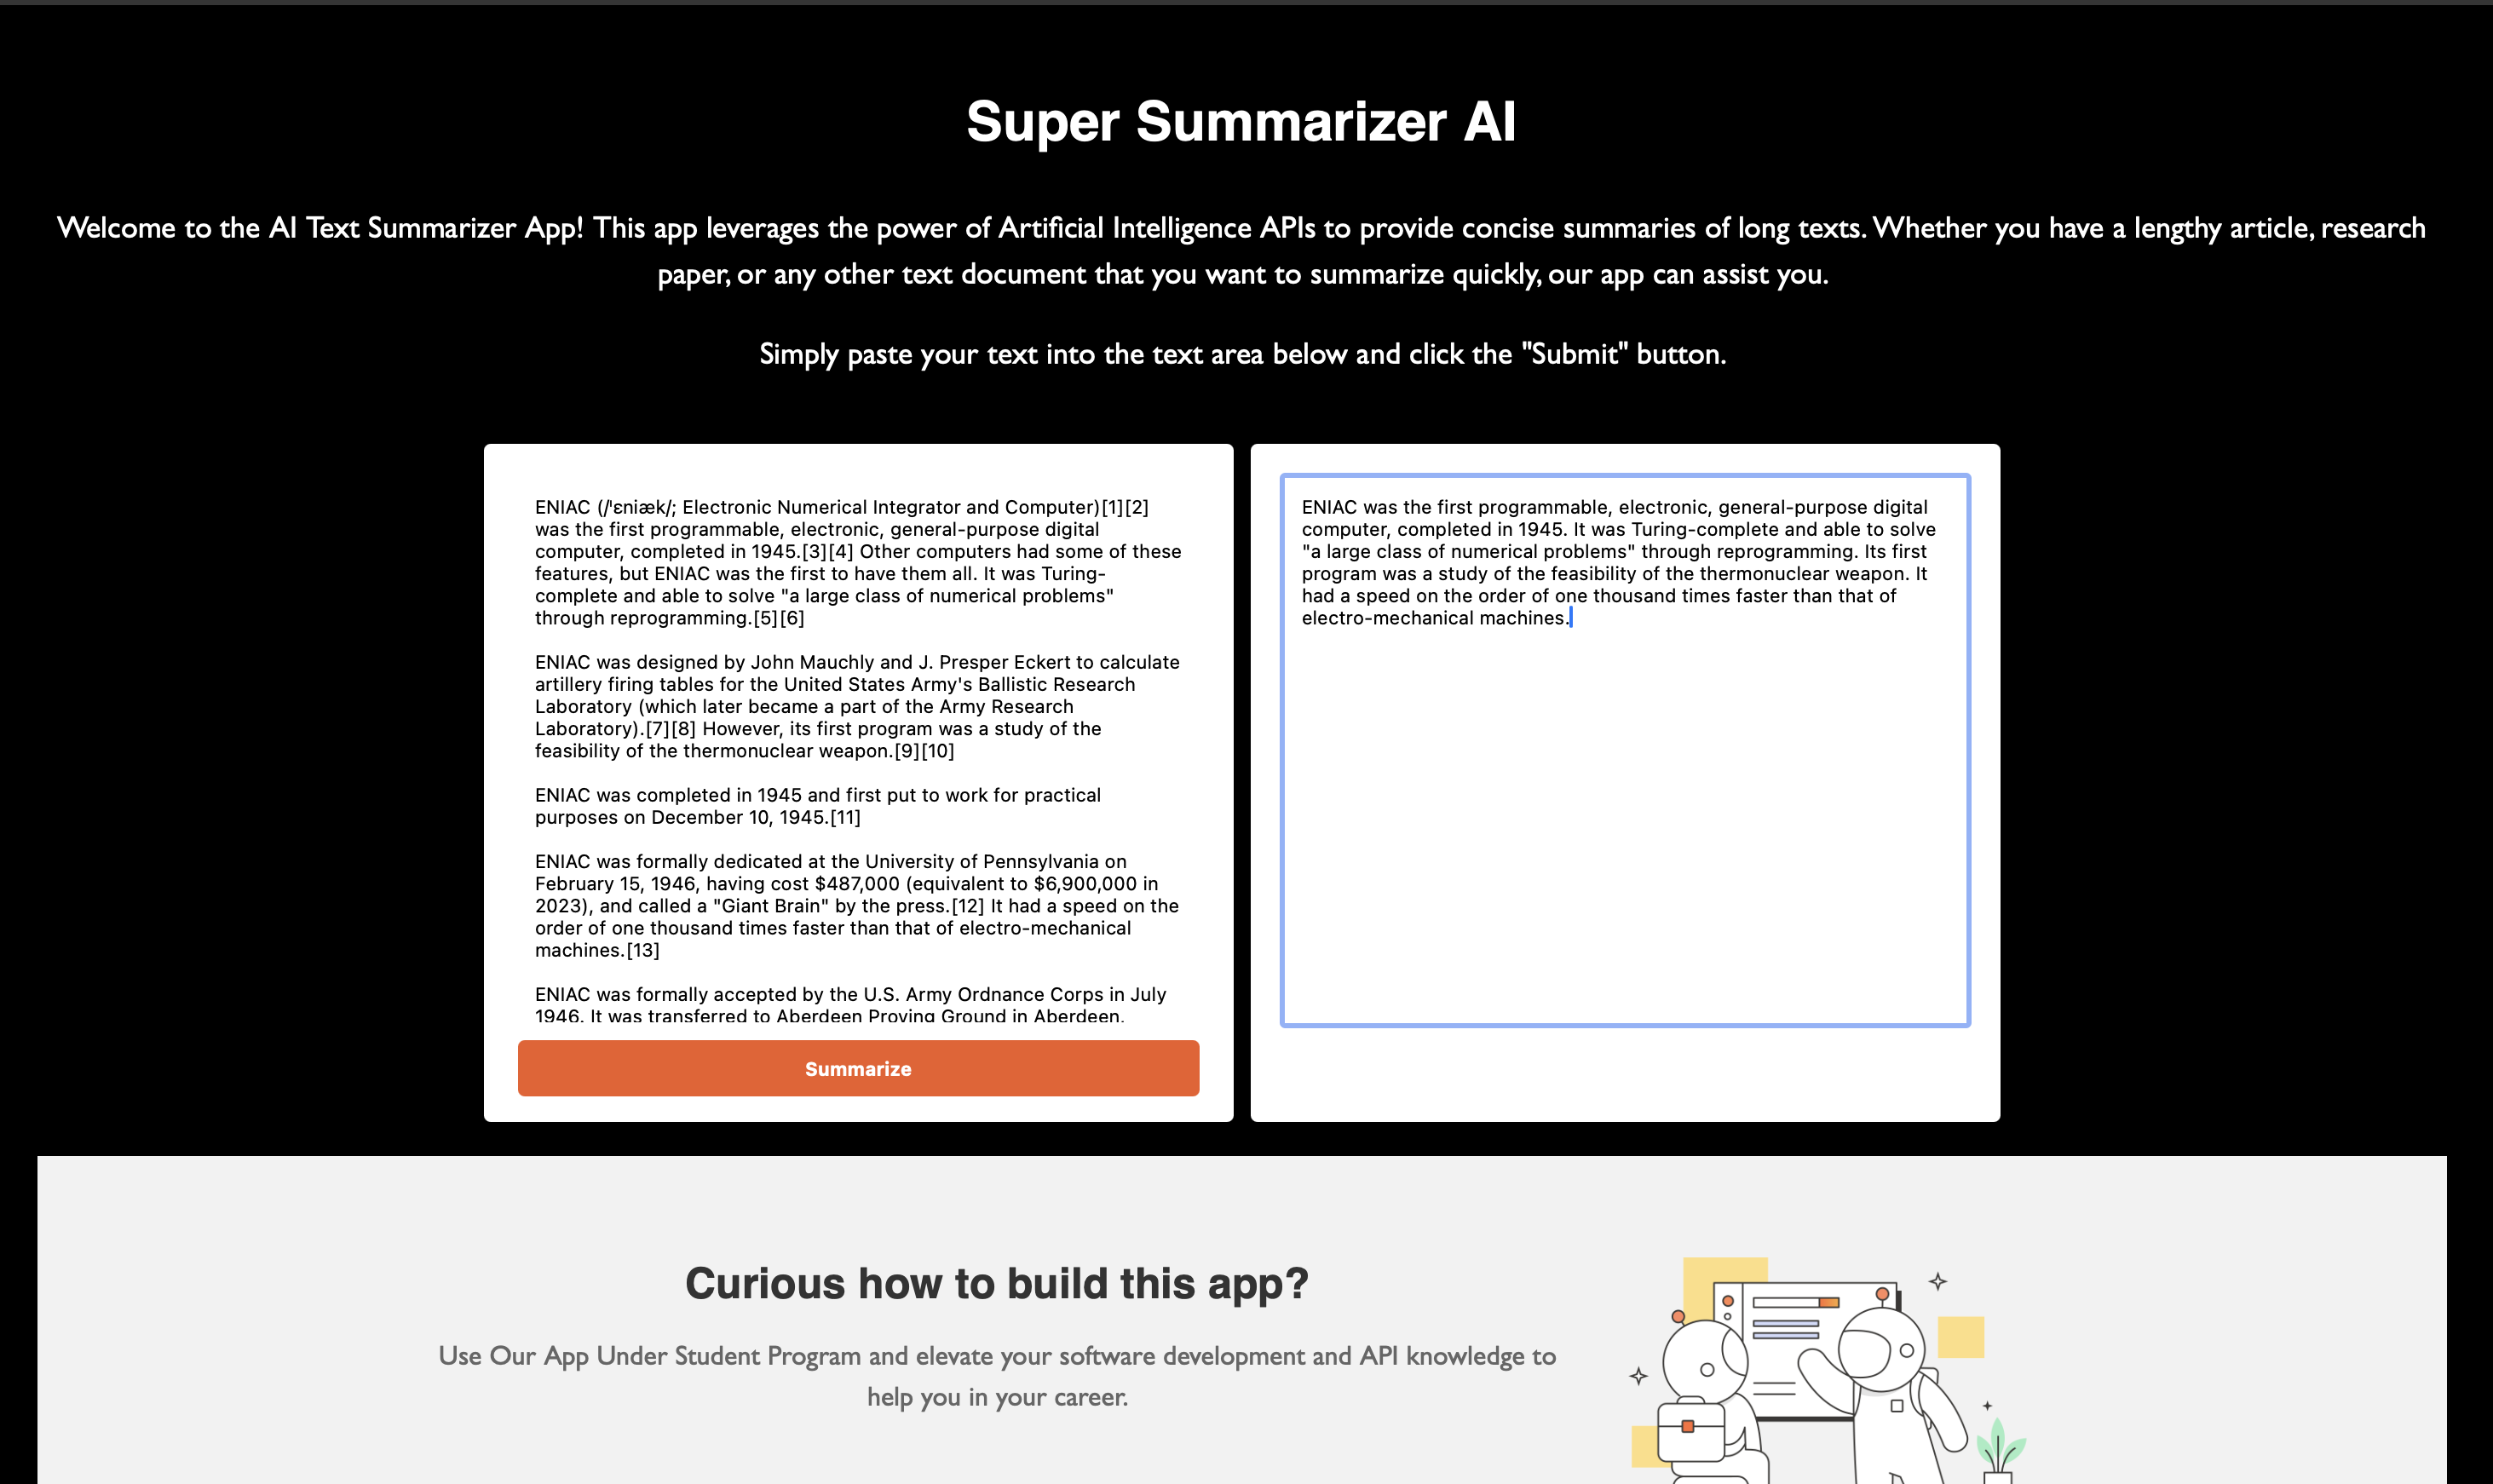 Super Summarizer AI
Welcome to the AI Text Summarizer App! This app leverages the power of Artificial Intelligence APIs to provide concise summaries of long texts. Whether you have a lengthy article, research
paper, or any other text document that you want to summarize quickly, our app can assist you.
Simply paste your text into the text area below and click the "Submit" button.
ENIAC (/ˈɛniæk/; Electronic Numerical Integrator and Computer)[1][2]
was the first programmable, electronic, general-purpose digital
computer, completed in 1945.[3][4] Other computers had some of these
features, but ENIAC was the first to have them all. It was Turing-
complete and able to solve "a large class of numerical problems"
through reprogramming.[5][6]
ENIAC was designed by John Mauchly and J. Presper Eckert to calculate
artillery firing tables for the United States Army's Ballistic Research
Laboratory (which later became a part of the Army Research
Laboratory).[7][8] However, its first program was a study of the
feasibility of the thermonuclear weapon.[9][10]
ENIAC was completed in 1945 and first put to work for practical
purposes on December 10, 1945.[11]
ENIAC was formally dedicated at the University of Pennsylvania on
February 15, 1946, having cost $487,000 (equivalent to $6,900,000 in
2023), and called a "Giant Brain" by the press.[12] It had a speed on the
order of one thousand times faster than that of electro-mechanical
machines.[13]
ENIAC was formally accepted by the U.S. Army Ordnance Corps in July
1946. It was transferred to Aberdeen Proving Ground in Aberdeen,
Summarize
ENIAC was the first programmable, electronic, general-purpose digital
computer, completed in 1945. It was Turing-complete and able to solve
"a large class of numerical problems" through reprogramming. Its first
program was a study of the feasibility of the thermonuclear weapon. It
had a speed on the order of one thousand times faster than that of
electro-mechanical machines.
Curious how to build this app?
Use Our App Under Student Program and elevate your software development and API knowledge to
help you in your career.